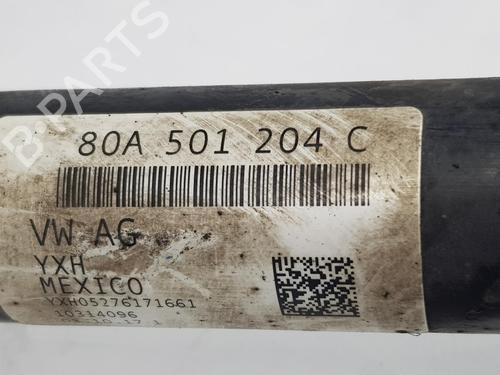 B-PARTS
80A 501 204 C
VW AG
YXH
MEXICO
YXH05276171661
10314096